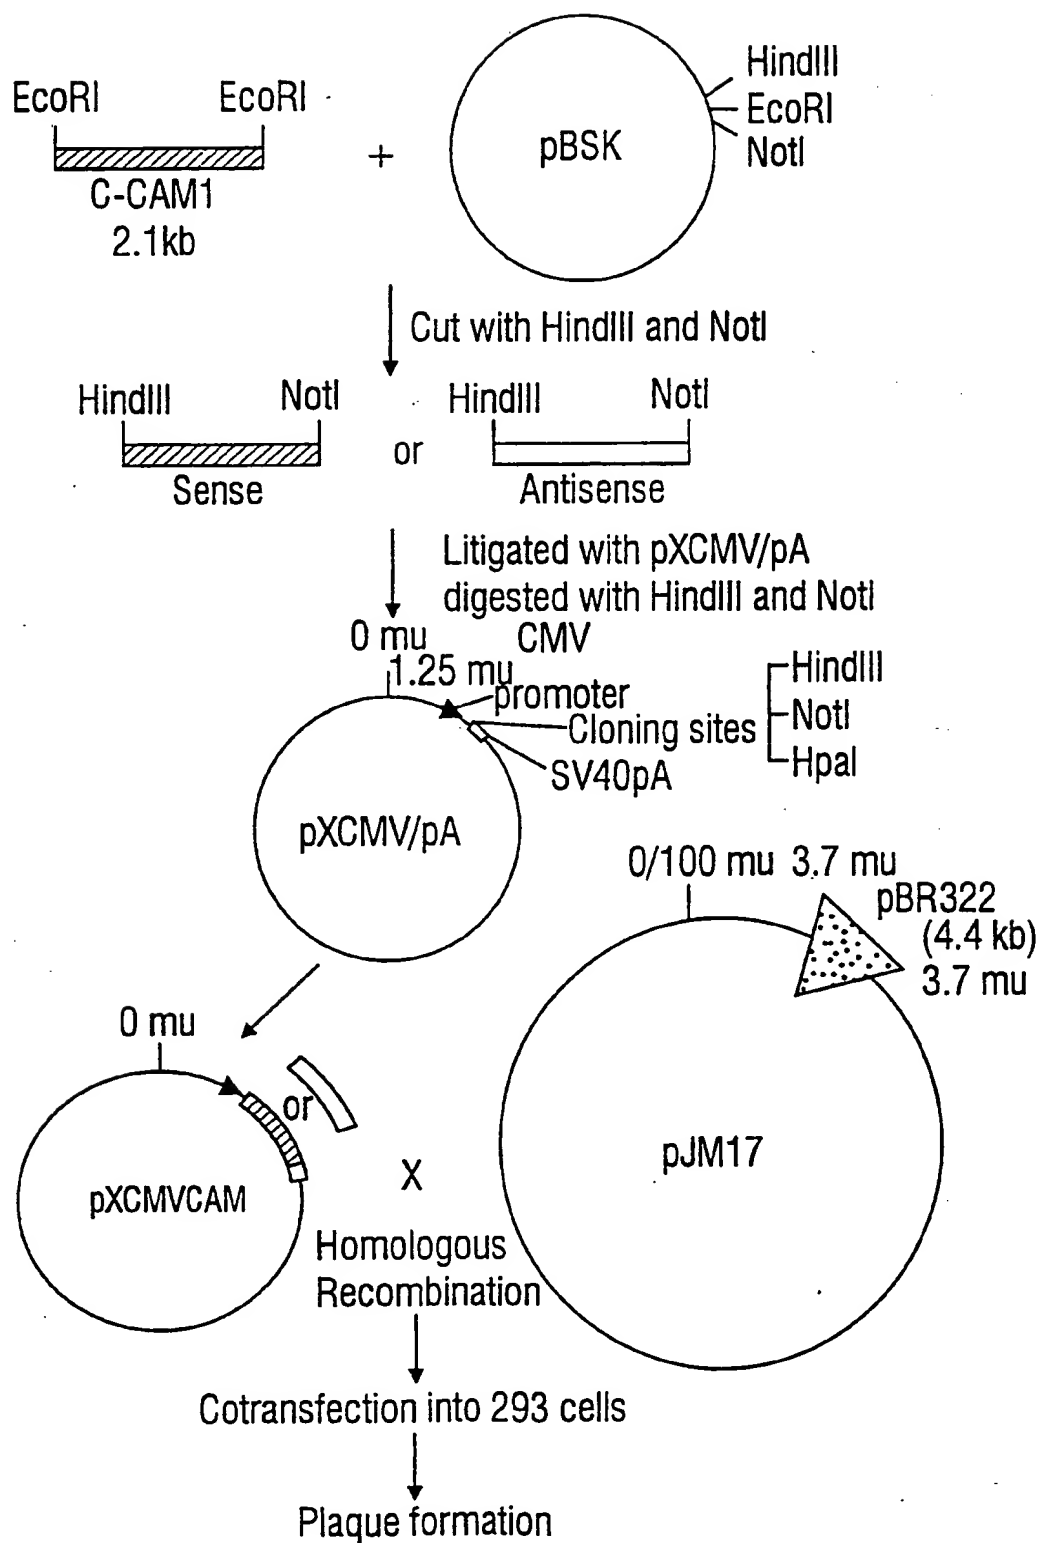 EcoRI EcoRI
C-CAM1
2.1kb
+
pBSK
HindIII
EcoRI
NotI
Cut with HindIII and NotI
HindIII NotI
Sense
or
HindIII NotI
Antisense
Litigated with pXCMV/pA
digested with HindIII and NotI
0 mu CMV
1.25 mu
promoter
Cloning sites
SV40pA
HindIII
NotI
HpaI
pXCMV/pA
0/100 mu 3.7 mu
pBR322
(4.4 kb)
3.7 mu
pJM17
0 mu
or
pXCMVCAM
X
Homologous
Recombination
Cotransfection into 293 cells
Plaque formation